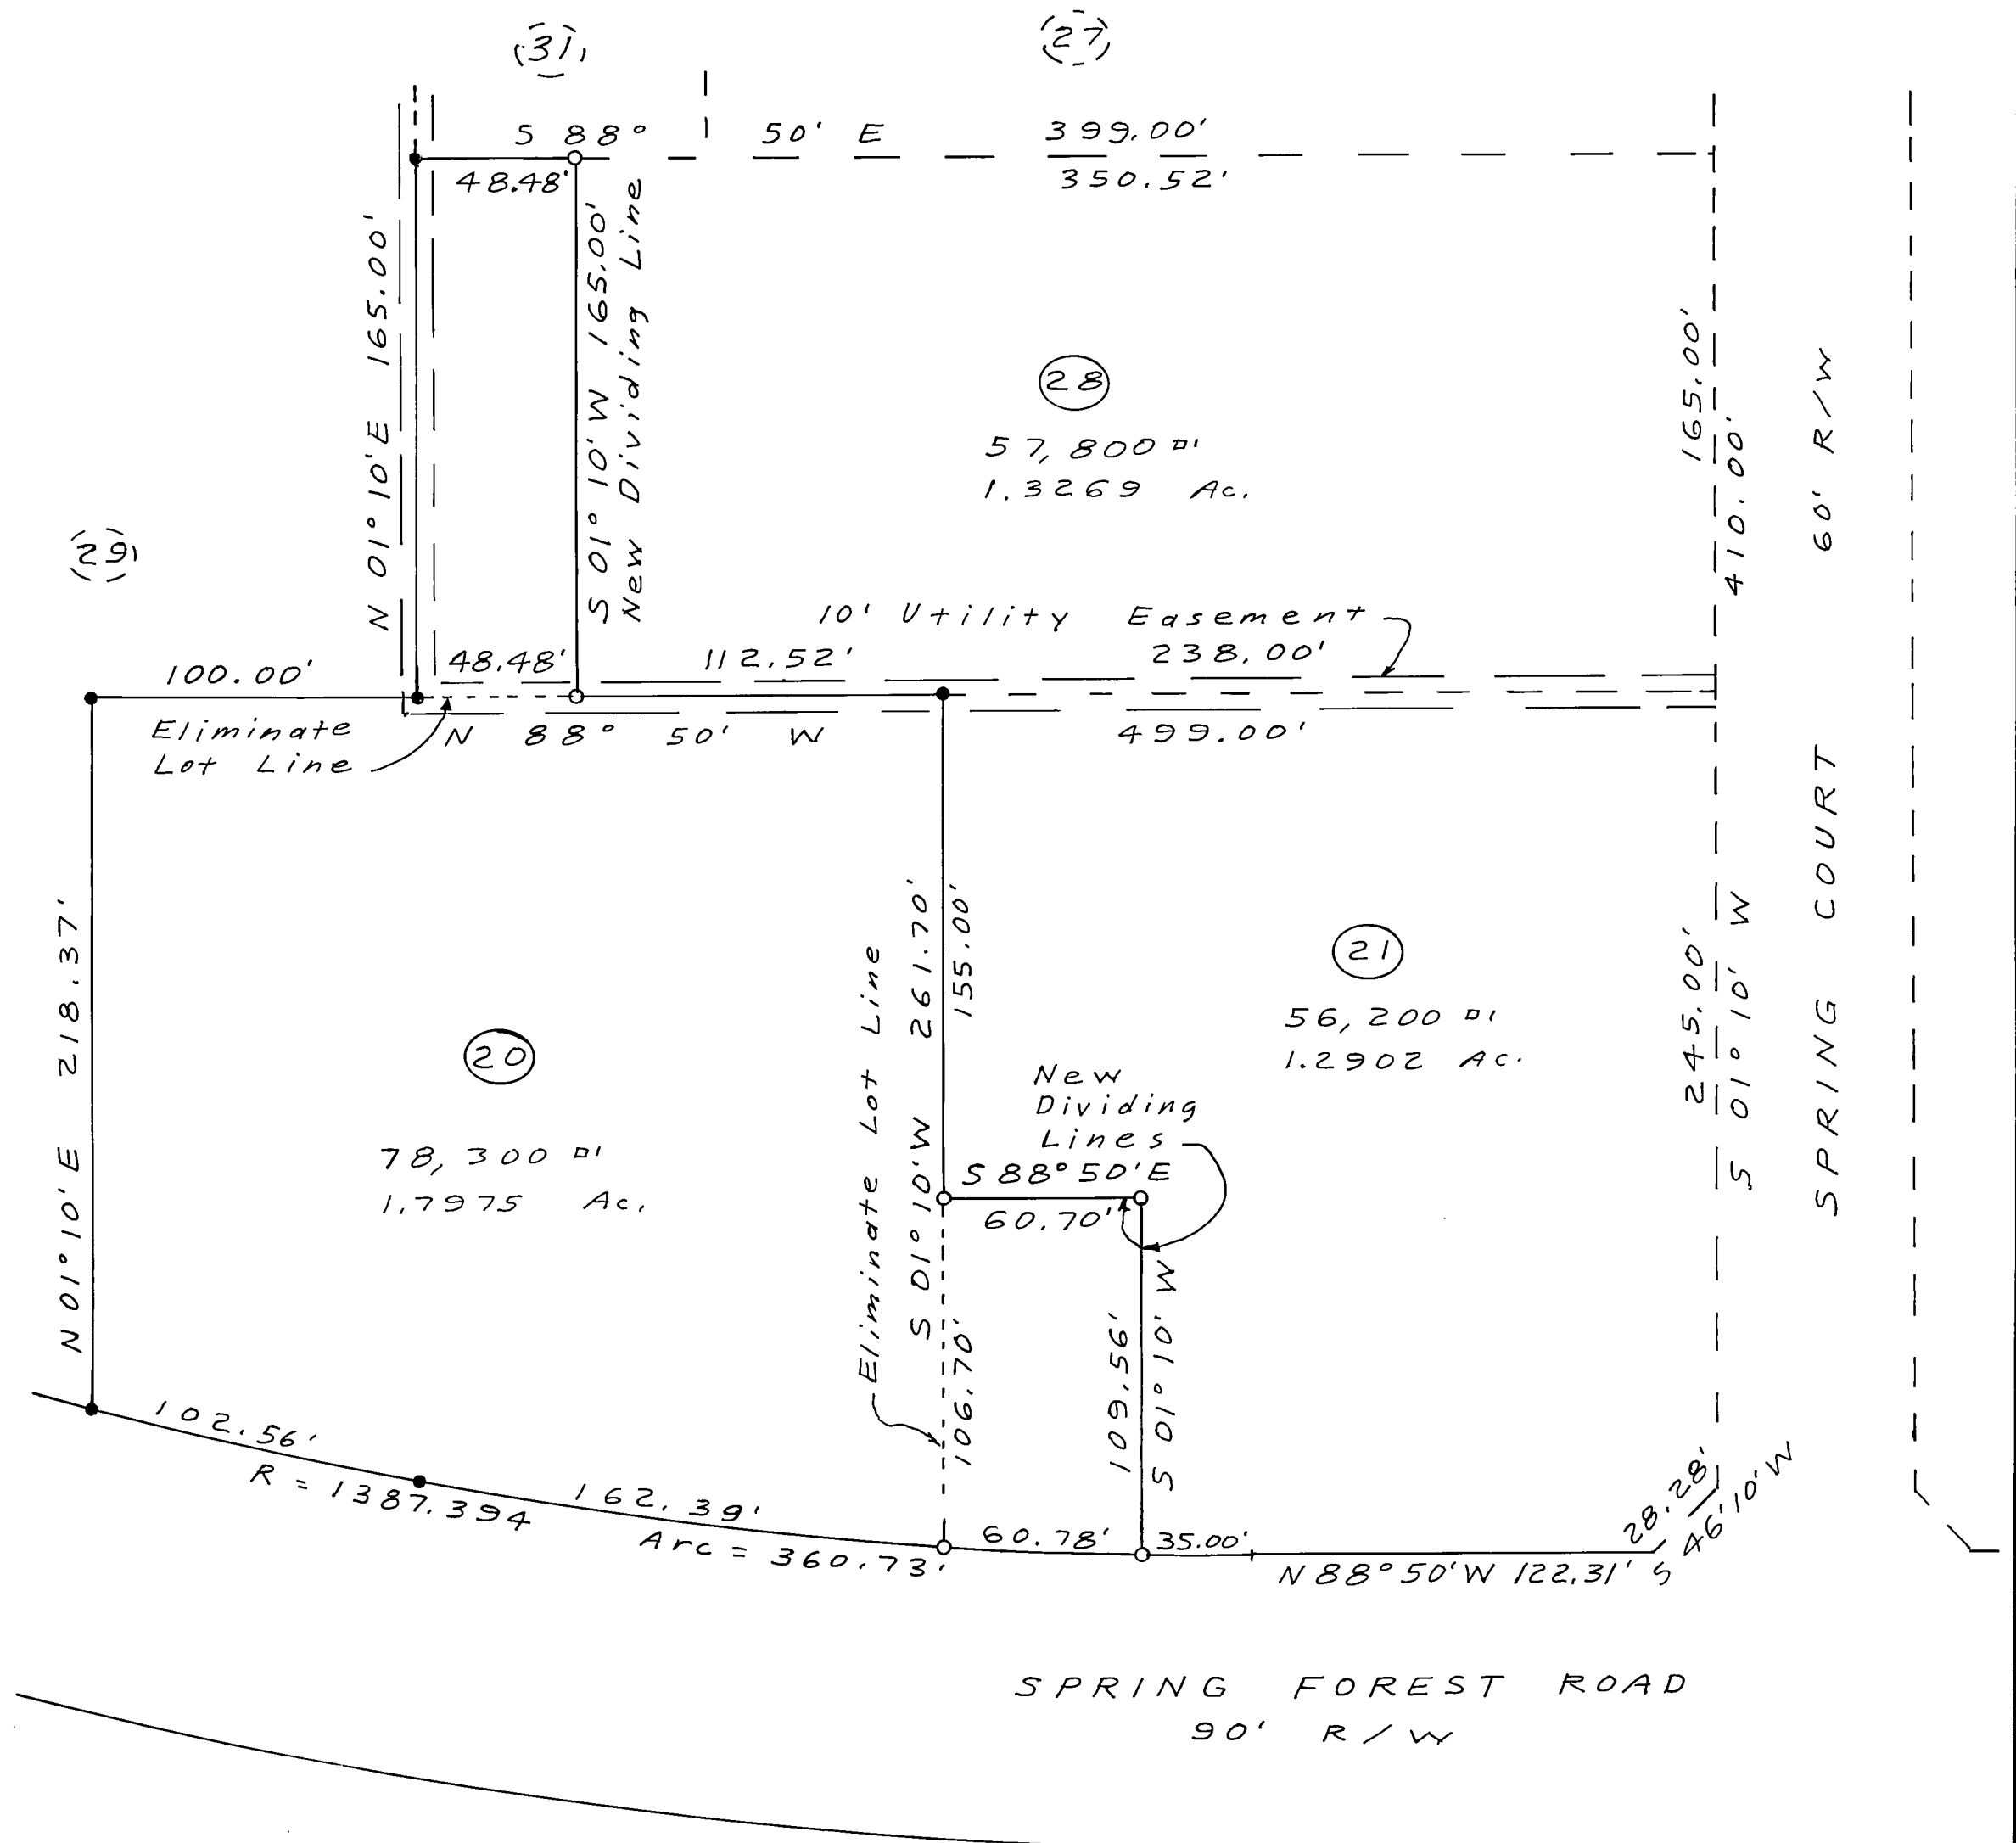 (31)
(27)
S 88° 50' E 399.00'
48.48'
350.52'
N 01° 10' E 165.00'
S 01° 10' W 165.00'
New Dividing Line
(28)
57,800 □'
1.3269 Ac.
165.00'
410.00'
60' R/W
(29)
10' Utility Easement
100.00'
48.48'
112.52'
238.00'
Eliminate
Lot Line
N 88° 50' W
499.00'
N 01° 10' E 218.37'
(20)
78,300 □'
1.7975 Ac.
Eliminate Lot Line
S 01° 10' W 261.70'
155.00'
(21)
56,200 □'
1.2902 Ac.
New
Dividing
Lines
S 88° 50' E
60.70'
245.00'
S 01° 10' W
SPRING COURT
106.70'
109.56'
S 01° 10' W
102.56'
R = 1387.394
162.39'
Arc = 360.73'
60.78'
35.00'
N 88° 50' W 122.31'
28.28'
S 46° 10' W
SPRING FOREST ROAD
90' R/W